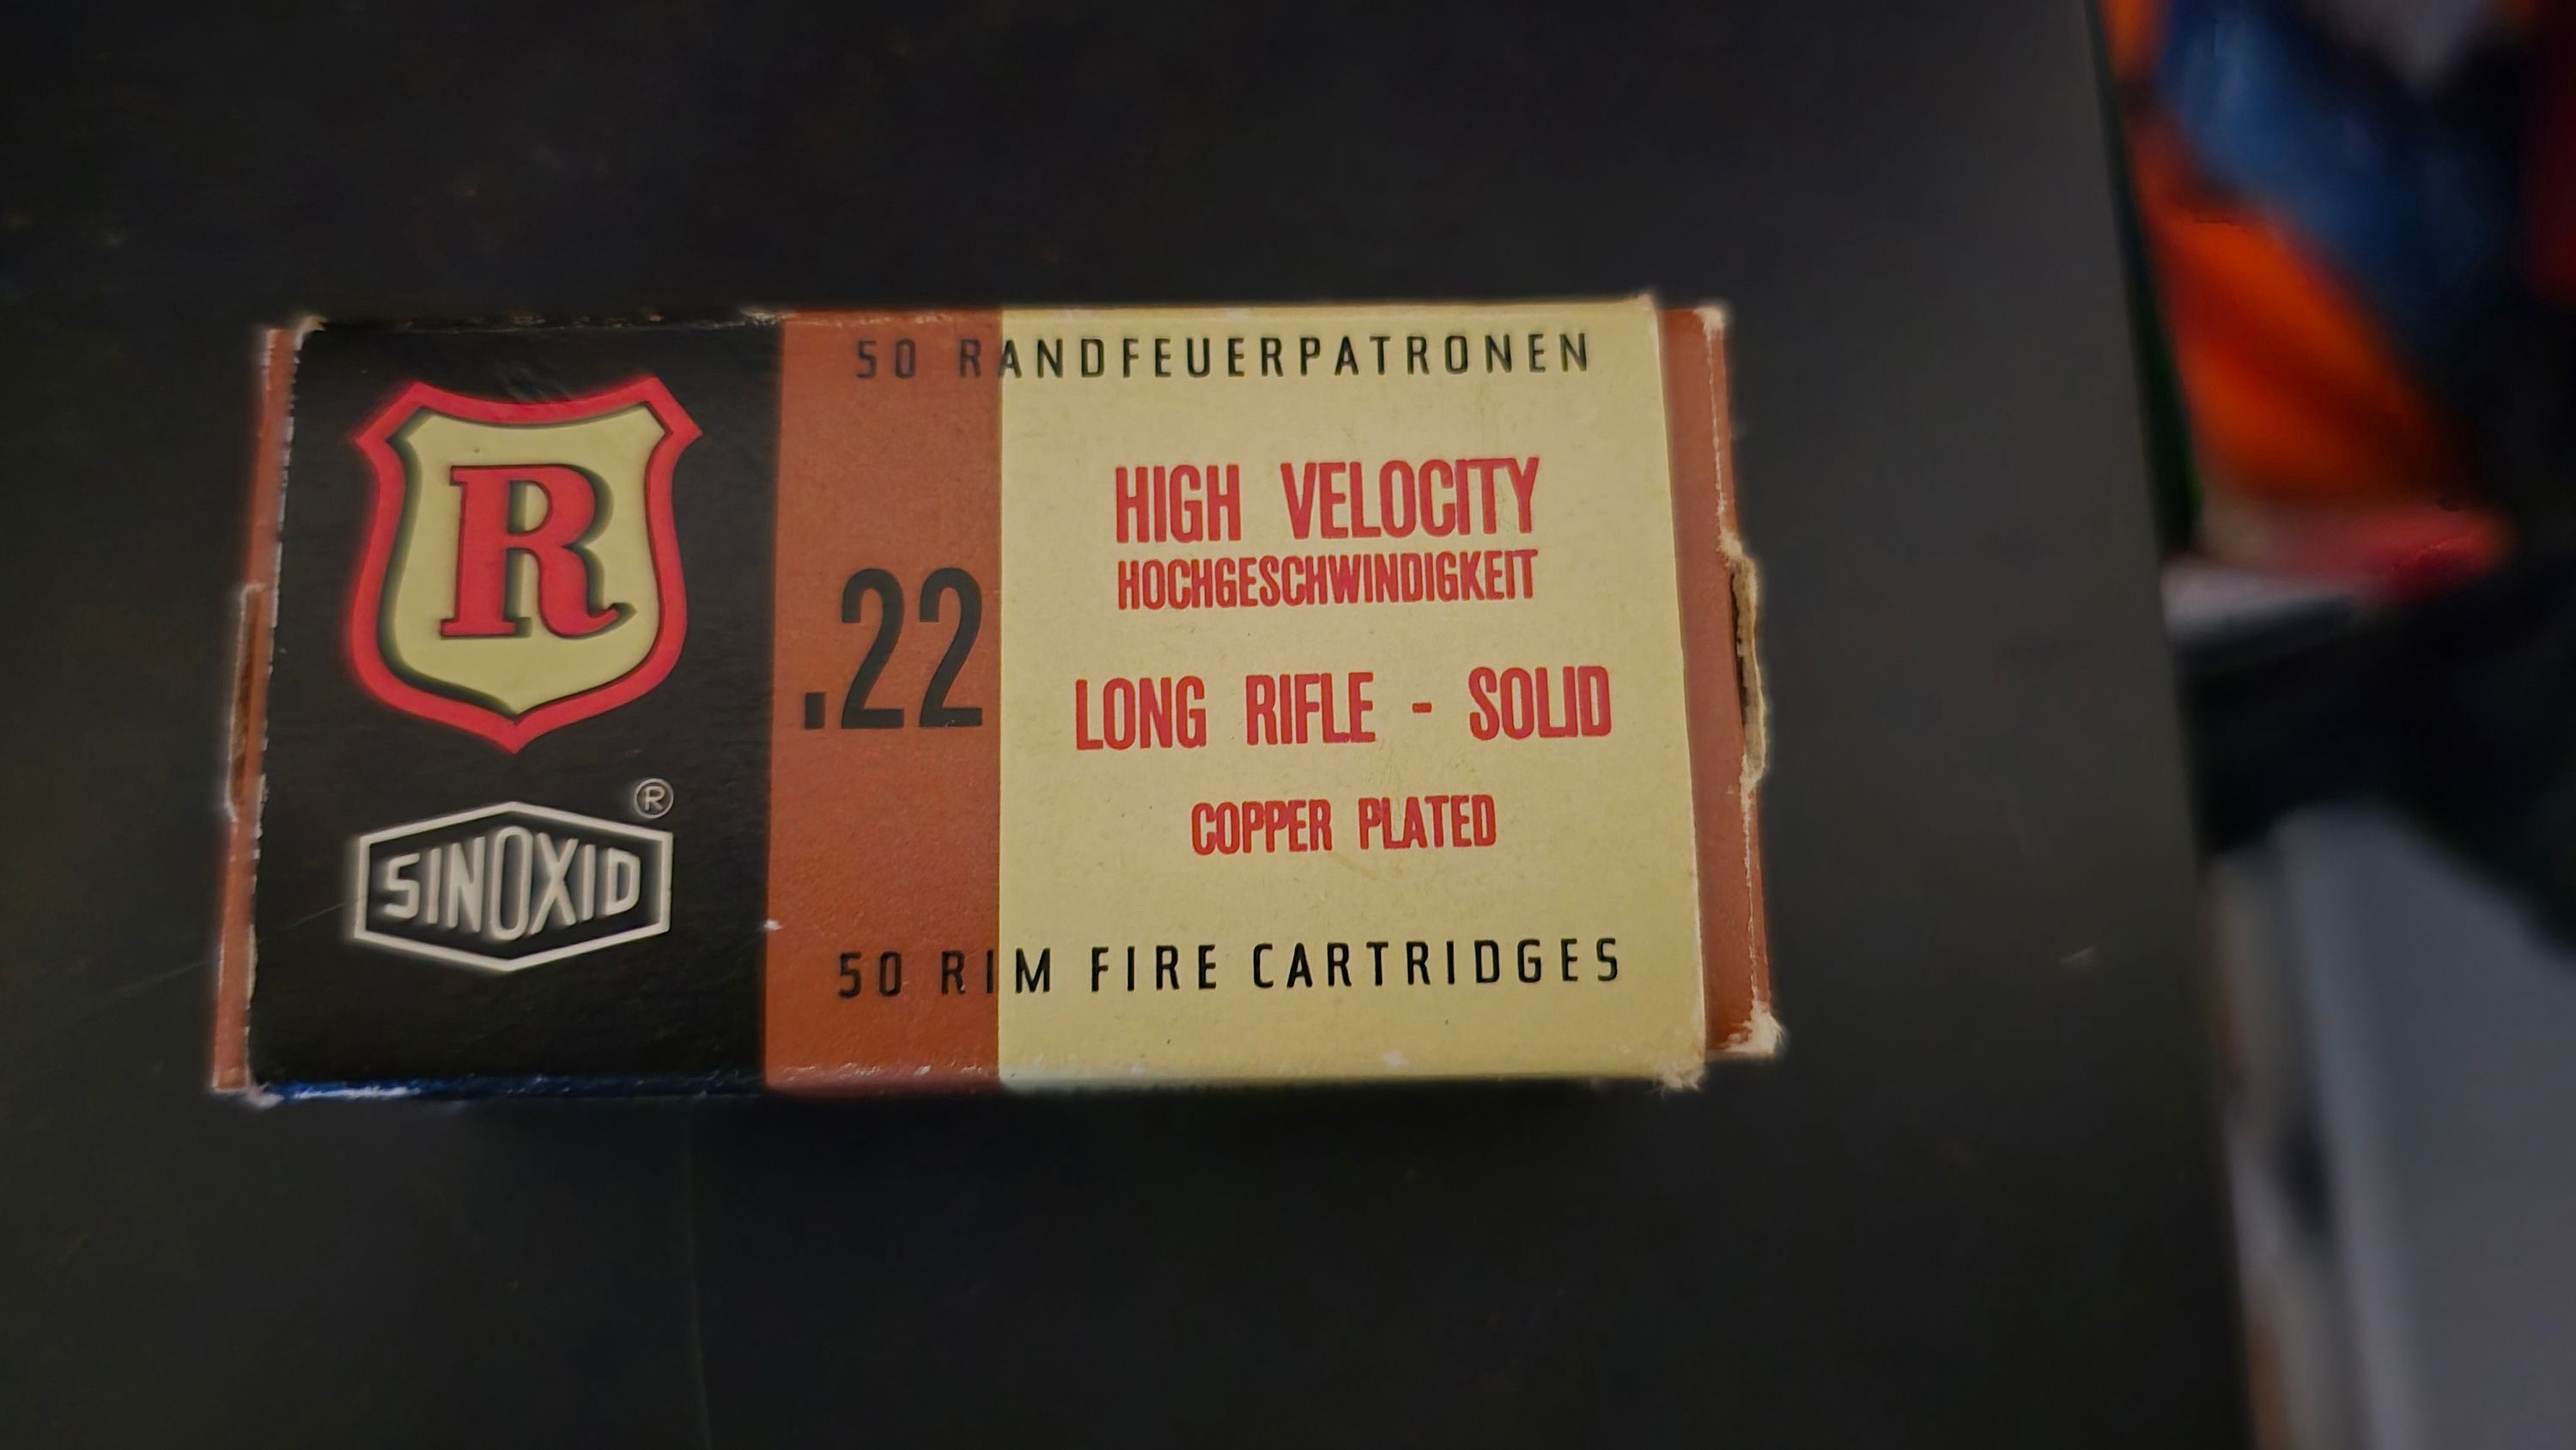 50 RANDFEUERPATRONEN
R
HIGH VELOCITY
HOCHGESCHWINDIGKEIT
.22
LONG RIFLE - SOLID
COPPER PLATED
SINOXID ®
50 RIM FIRE CARTRIDGES